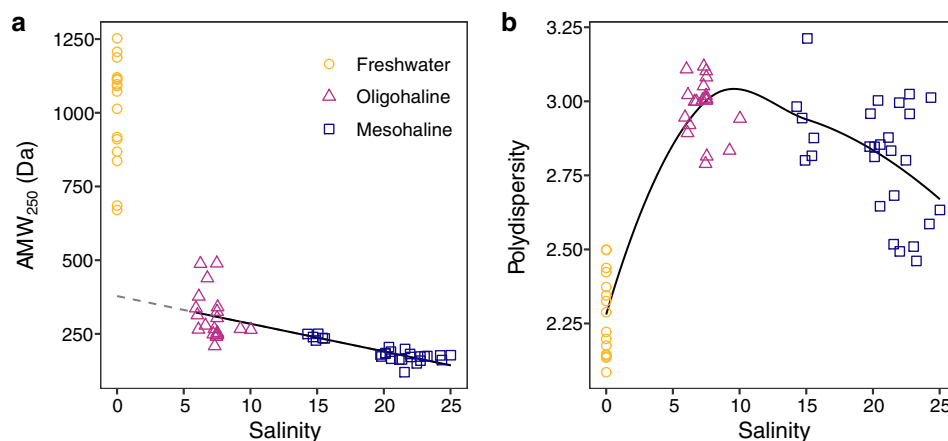 a
AMW₂₅₀ (Da)
1250
1000
750
500
250
0
5
10
15
20
25
Salinity
Freshwater
Oligohaline
Mesohaline
b
Polydispersity
3.25
3.00
2.75
2.50
2.25
0
5
10
15
20
25
Salinity